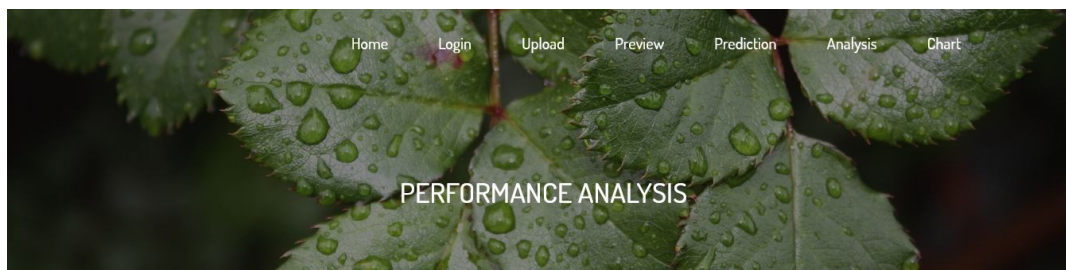 Home Login Upload Preview Prediction Analysis Chart
PERFORMANCE ANALYSIS